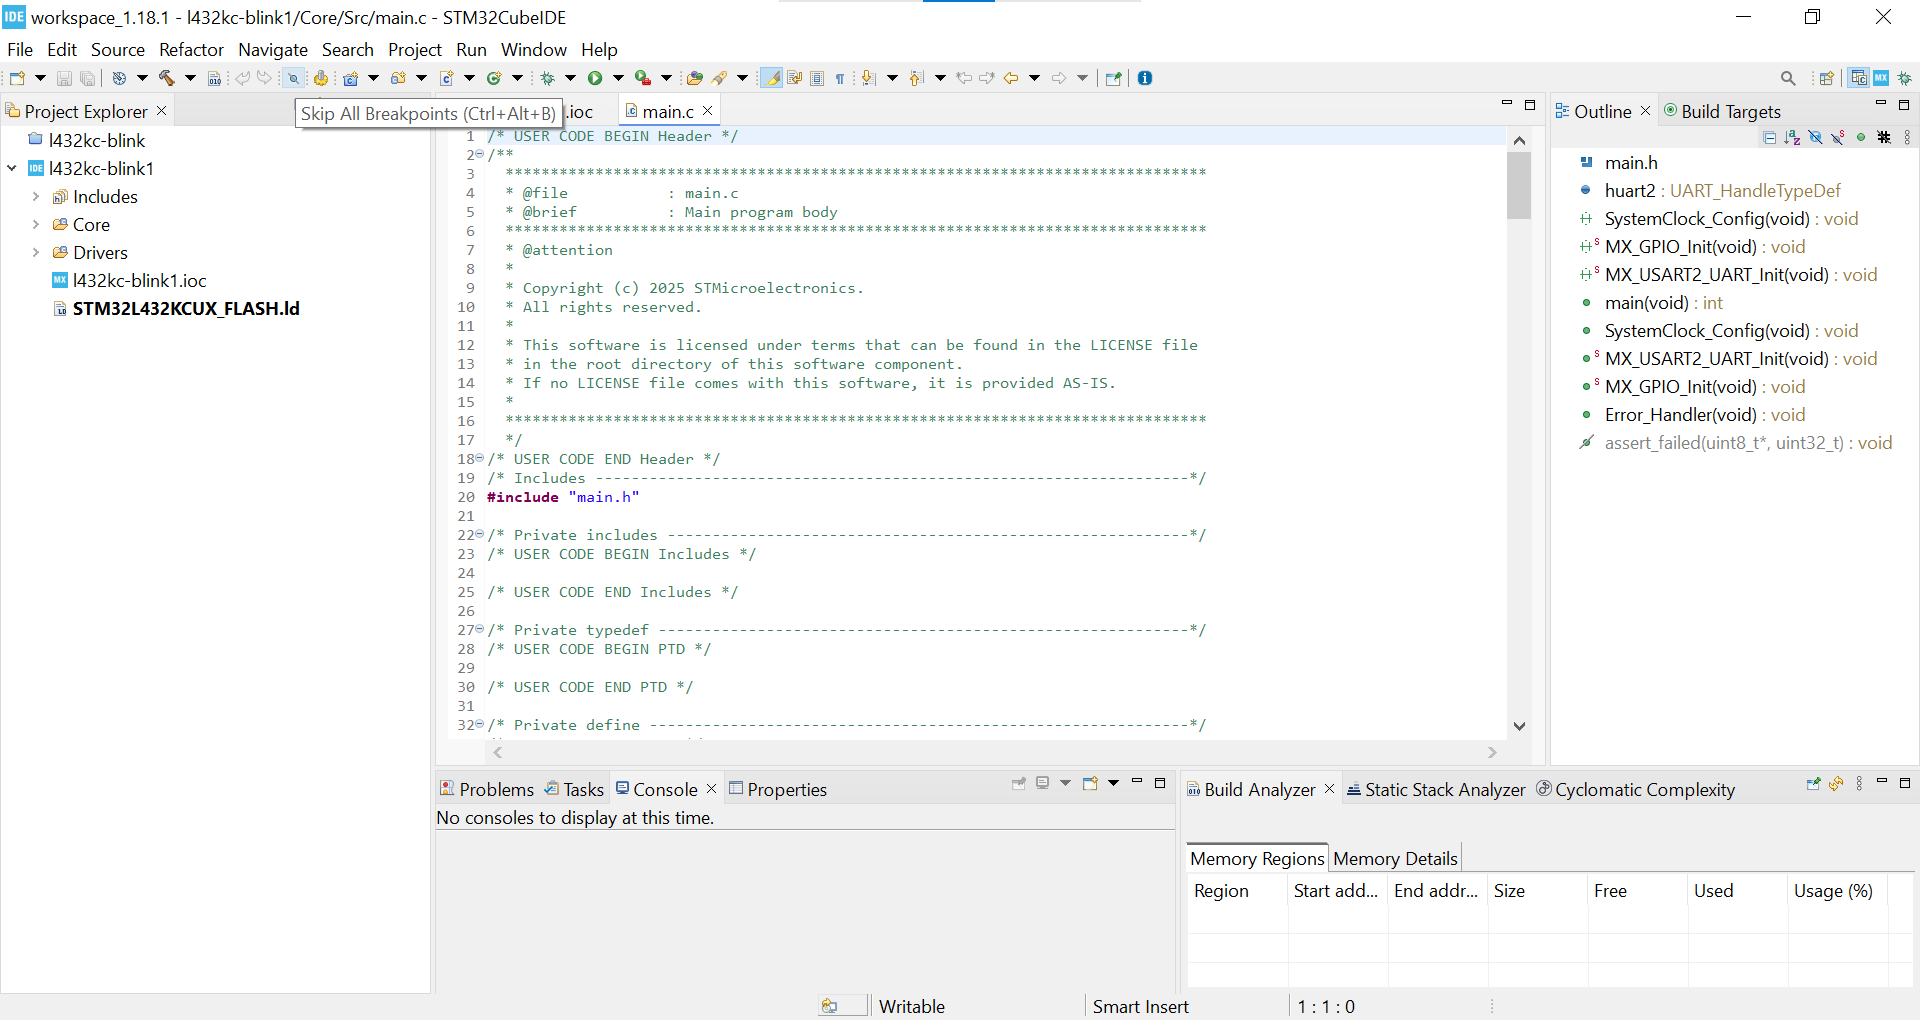 IDE workspace_1.18.1 - l432kc-blink1/Core/Src/main.c - STM32CubeIDE
File Edit Source Refactor Navigate Search Project Run Window Help
Project Explorer
Skip All Breakpoints (Ctrl+Alt+B)
.ioc
main.c
l432kc-blink
IDE l432kc-blink1
Includes
Core
Drivers
MX l432kc-blink1.ioc
STM32L432KCUX_FLASH.ld
1 /* USER CODE BEGIN Header */
2 /**
3 ******************************************************************************
4 * @file : main.c
5 * @brief : Main program body
6 ******************************************************************************
7 * @attention
8 *
9 * Copyright (c) 2025 STMicroelectronics.
10 * All rights reserved.
11 *
12 * This software is licensed under terms that can be found in the LICENSE file
13 * in the root directory of this software component.
14 * If no LICENSE file comes with this software, it is provided AS-IS.
15 *
16 ******************************************************************************
17 */
18 /* USER CODE END Header */
19 /* Includes ------------------------------------------------------------------*/
20 #include "main.h"
21
22 /* Private includes ----------------------------------------------------------*/
23 /* USER CODE BEGIN Includes */
24
25 /* USER CODE END Includes */
26
27 /* Private typedef -----------------------------------------------------------*/
28 /* USER CODE BEGIN PTD */
29
30 /* USER CODE END PTD */
31
32 /* Private define ------------------------------------------------------------*/
Outline
Build Targets
main.h
huart2 : UART_HandleTypeDef
SystemClock_Config(void) : void
MX_GPIO_Init(void) : void
MX_USART2_UART_Init(void) : void
main(void) : int
SystemClock_Config(void) : void
MX_USART2_UART_Init(void) : void
MX_GPIO_Init(void) : void
Error_Handler(void) : void
assert_failed(uint8_t*, uint32_t) : void
Problems Tasks Console Properties
No consoles to display at this time.
Build Analyzer Static Stack Analyzer Cyclomatic Complexity
Memory Regions Memory Details
Region Start add... End addr... Size Free Used Usage (%)
Writable Smart Insert 1 : 1 : 0